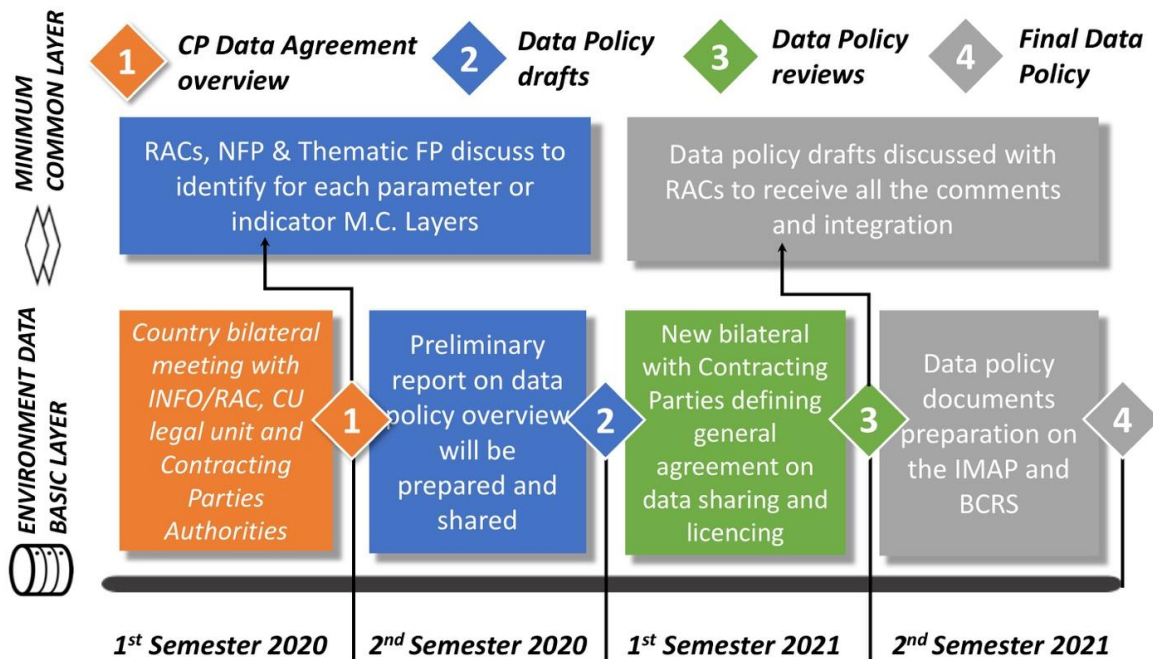 1
CP Data Agreement
overview
2
Data Policy
drafts
3
Data Policy
reviews
4
Final Data
Policy
MINIMUM
COMMON LAYER
RACs, NFP & Thematic FP discuss to
identify for each parameter or
indicator M.C. Layers
Data policy drafts discussed with
RACs to receive all the comments
and integration
ENVIRONMENT DATA
BASIC LAYER
Country bilateral
meeting with
INFO/RAC, CU
legal unit and
Contracting
Parties
Authorities
1
Preliminary
report on data
policy overview
will be
prepared and
shared
2
New bilateral
with Contracting
Parties defining
general
agreement on
data sharing and
licencing
3
Data policy
documents
preparation on
the IMAP and
BCRS
4
1st Semester 2020
2nd Semester 2020
1st Semester 2021
2nd Semester 2021